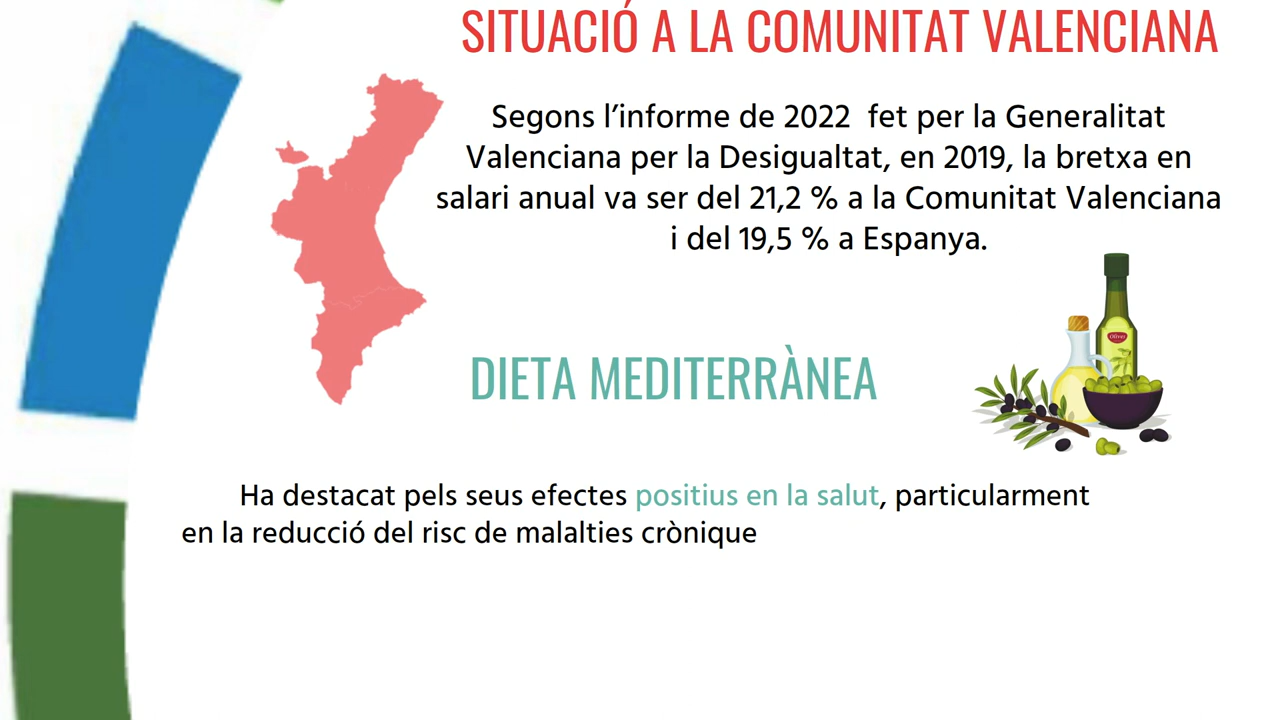 SITUACIÓ A LA COMUNITAT VALENCIANA
Segons l’informe de 2022 fet per la Generalitat
Valenciana per la Desigualtat, en 2019, la bretxa en
salari anual va ser del 21,2 % a la Comunitat Valenciana
i del 19,5 % a Espanya.
DIETA MEDITERRÀNEA
Ha destacat pels seus efectes positius en la salut, particularment
en la reducció del risc de malalties crònique